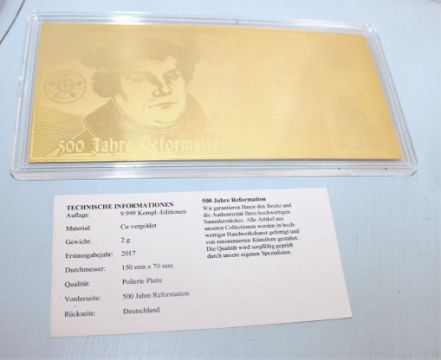 500 Jahre Reformation
TECHNISCHE INFORMATIONEN
Auflage: 9.999 Kompl.-Editionen
Material: Cu vergoldet
Gewicht: 2 g
Erstausgabejahr: 2017
Durchmesser: 150 mm x 70 mm
Qualität: Polierte Platte
Vorderseite: 500 Jahre Reformation
Rückseite: Deutschland
500 Jahre Reformation
Wir garantieren Ihnen den Besitz und
die Authentizität Ihres hochwertigen
Sammlerstückes. Alle Artikel aus
unseren Collectionen werden in hoch-
wertiger Handwerkskunst gefertigt und
von renommierten Künstlern gestaltet.
Die Qualität wird sorgfältig geprüft
durch unsere eigenen Spezialisten.